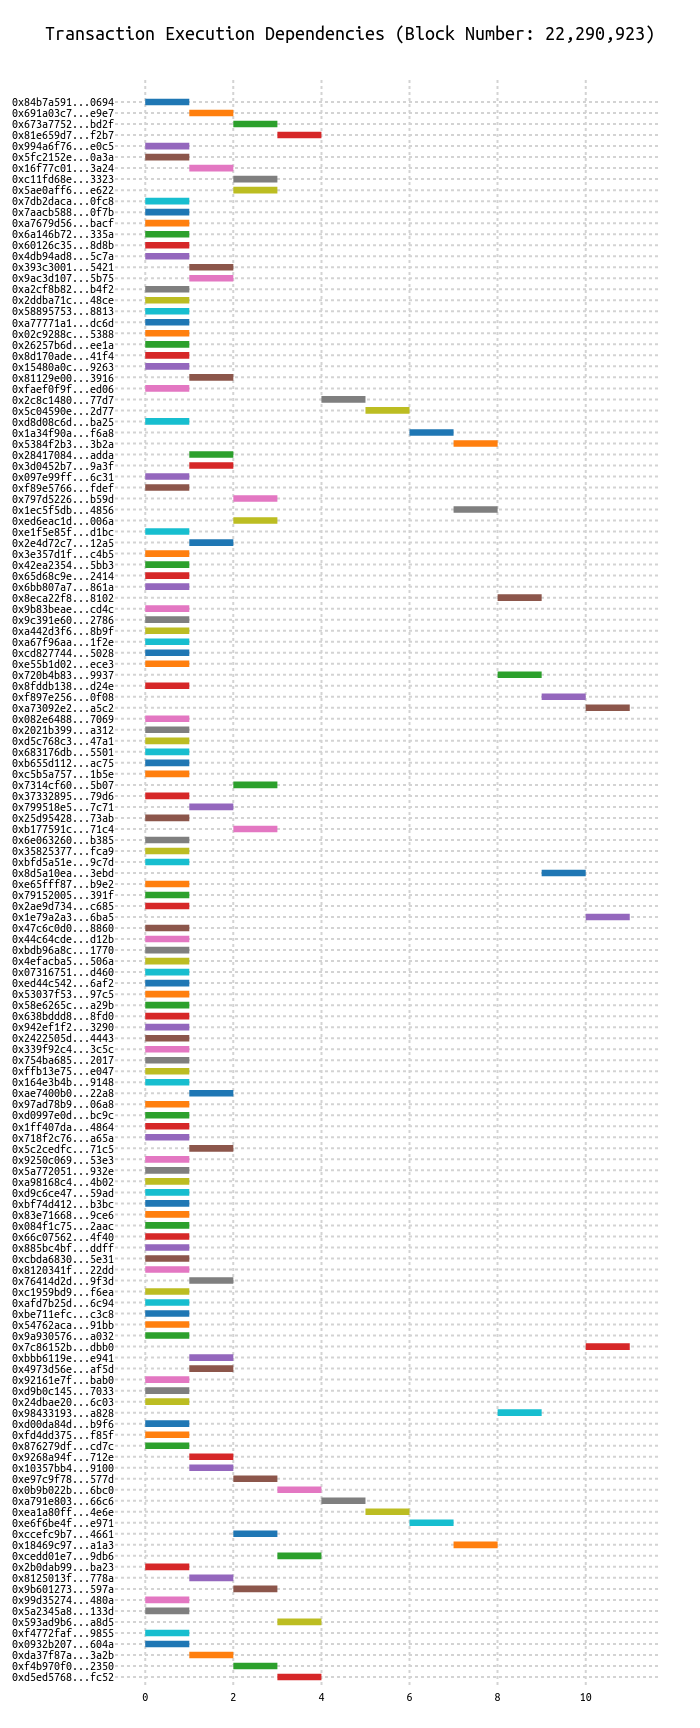 Transaction Execution Dependencies (Block Number: 22,290,923)
0x84b7a591...0694
0x691a03c7...e9e7
0x673a7752...bd2f
0x81e659d7...f2b7
0x994a6f76...e0c5
0x5fc2152e...0a3a
0x16f77c01...3a24
0xc11fd68e...3323
0x5ae0aff6...e622
0x7db2daca...0fc8
0x7aacb588...0f7b
0xa7679d56...bacf
0x6a146b72...335a
0x60126c35...8d8b
0x4db94ad8...5c7a
0x393c3001...5421
0x9ac3d107...5b75
0xa2cf8b82...b4f2
0x2ddba71c...48ce
0x58895753...8813
0xa77771a1...dc6d
0x02c9288c...5388
0x26257b6d...ee1a
0x8d170ade...41f4
0x15480a0c...9263
0x81129e00...3916
0xfaef0f9f...ed06
0x2c8c1480...77d7
0x5c04590e...2d77
0xd8d08c6d...ba25
0x1a34f90a...f6a8
0x5384f2b3...3b2a
0x28417084...adda
0x3d0452b7...9a3f
0x097e99ff...6c31
0xf89e5766...fdef
0x797d5226...b59d
0x1ec5f5db...4856
0xed6eac1d...006a
0xe1f5e85f...d1bc
0x2e4d72c7...12a5
0x3e357d1f...c4b5
0x42ea2354...5bb3
0x65d68c9e...2414
0x6bb807a7...861a
0x8eca22f8...8102
0x9b83beae...cd4c
0x9c391e60...2786
0xa442d3f6...8b9f
0xa67f96aa...1f2e
0xcd827744...5028
0xe55b1d02...ece3
0x720b4b83...9937
0x8fddb138...d24e
0xf897e256...0f08
0xa73092e2...a5c2
0x082e6488...7069
0x2021b399...a312
0xd5c768c3...47a1
0x683176db...5501
0xb655d112...ac75
0xc5b5a757...1b5e
0x7314cf60...5b07
0x37332895...79d6
0x799518e5...7c71
0x25d95428...73ab
0xb177591c...71c4
0x6e063260...b385
0x35825377...fca9
0xbfd5a51e...9c7d
0x8d5a10ea...3ebd
0xe65fff87...b9e2
0x79152005...391f
0x2ae9d734...c685
0x1e79a2a3...6ba5
0x47c6c0d0...8860
0x44c64cde...d12b
0xbdb96a8c...1770
0x4efacba5...506a
0x07316751...d460
0xed44c542...6af2
0x53037f53...97c5
0x58e6265c...a29b
0x638bddd8...8fd0
0x942ef1f2...3290
0x2422505d...4443
0x339f92c4...3c5c
0x754ba685...2017
0xffb13e75...e047
0x164e3b4b...9148
0xae7400b0...22a8
0x97ad78b9...06a8
0xd0997e0d...bc9c
0x1ff407da...4864
0x718f2c76...a65a
0x5c2cedfc...71c5
0x9250c069...53e3
0x5a772051...932e
0xa98168c4...4b02
0xd9c6ce47...59ad
0xbf74d412...b3bc
0x83e71668...9ce6
0x084f1c75...2aac
0x66c07562...4f40
0x885bc4bf...ddff
0xcbda6830...5e31
0x8120341f...22dd
0x76414d2d...9f3d
0xc1959bd9...f6ea
0xafd7b25d...6c94
0xbe711efc...c3c8
0x54762aca...91bb
0x9a930576...a032
0x7c86152b...dbb0
0xbbb6119e...e941
0x4973d56e...af5d
0x92161e7f...bab0
0xd9b0c145...7033
0x24dbae20...6c03
0x98433193...a828
0xd00da84d...b9f6
0xfd4dd375...f85f
0x876279df...cd7c
0x9268a94f...712e
0x10357bb4...9100
0xe97c9f78...577d
0x0b9b022b...6bc0
0xa791e803...66c6
0xea1a80ff...4e6e
0xe6f6be4f...e971
0xccefc9b7...4661
0x18469c97...a1a3
0xcedd01e7...9db6
0x2b0dab99...ba23
0x8125013f...778a
0x9b601273...597a
0x99d35274...480a
0x5a2345a8...133d
0x593ad9b6...a8d5
0xf4772faf...9855
0x0932b207...604a
0xda37f87a...3a2b
0xf4b970f0...2350
0xd5ed5768...fc52
0 2 4 6 8 10